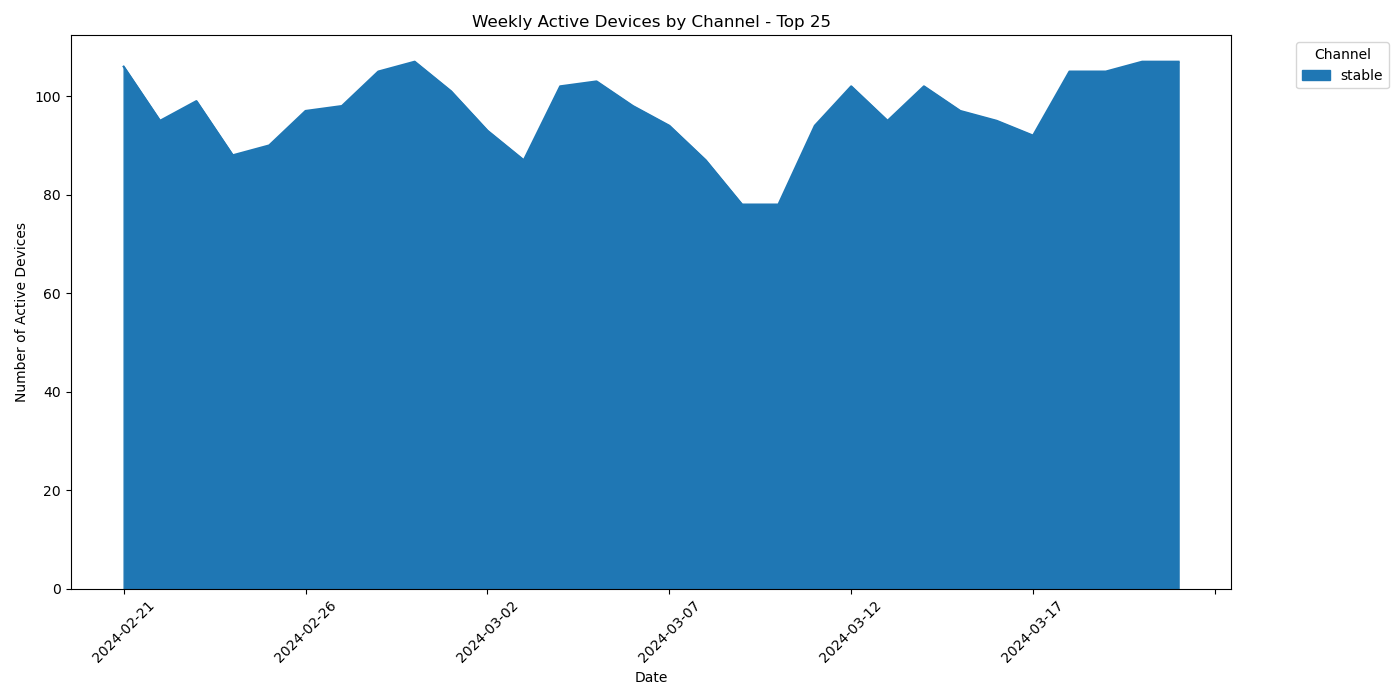 Weekly Active Devices by Channel - Top 25
Channel
stable
Number of Active Devices
100
80
60
40
20
0
2024-02-21
2024-02-26
2024-03-02
2024-03-07
2024-03-12
2024-03-17
Date